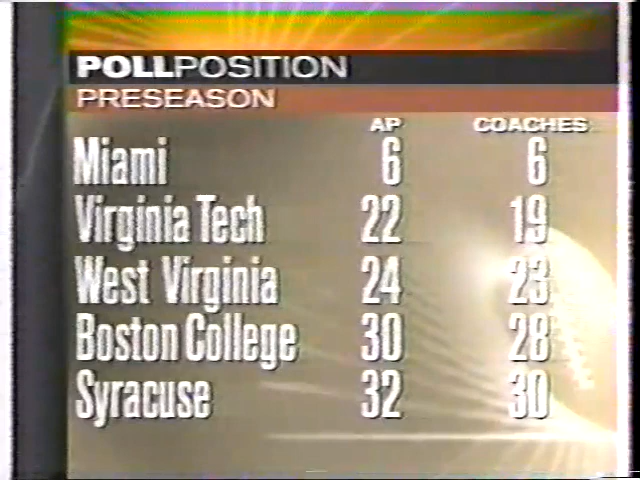 POLLPOSITION
PRESEASON
AP COACHES
Miami 6 6
Virginia Tech 22 19
West Virginia 24 23
Boston College 30 28
Syracuse 32 30